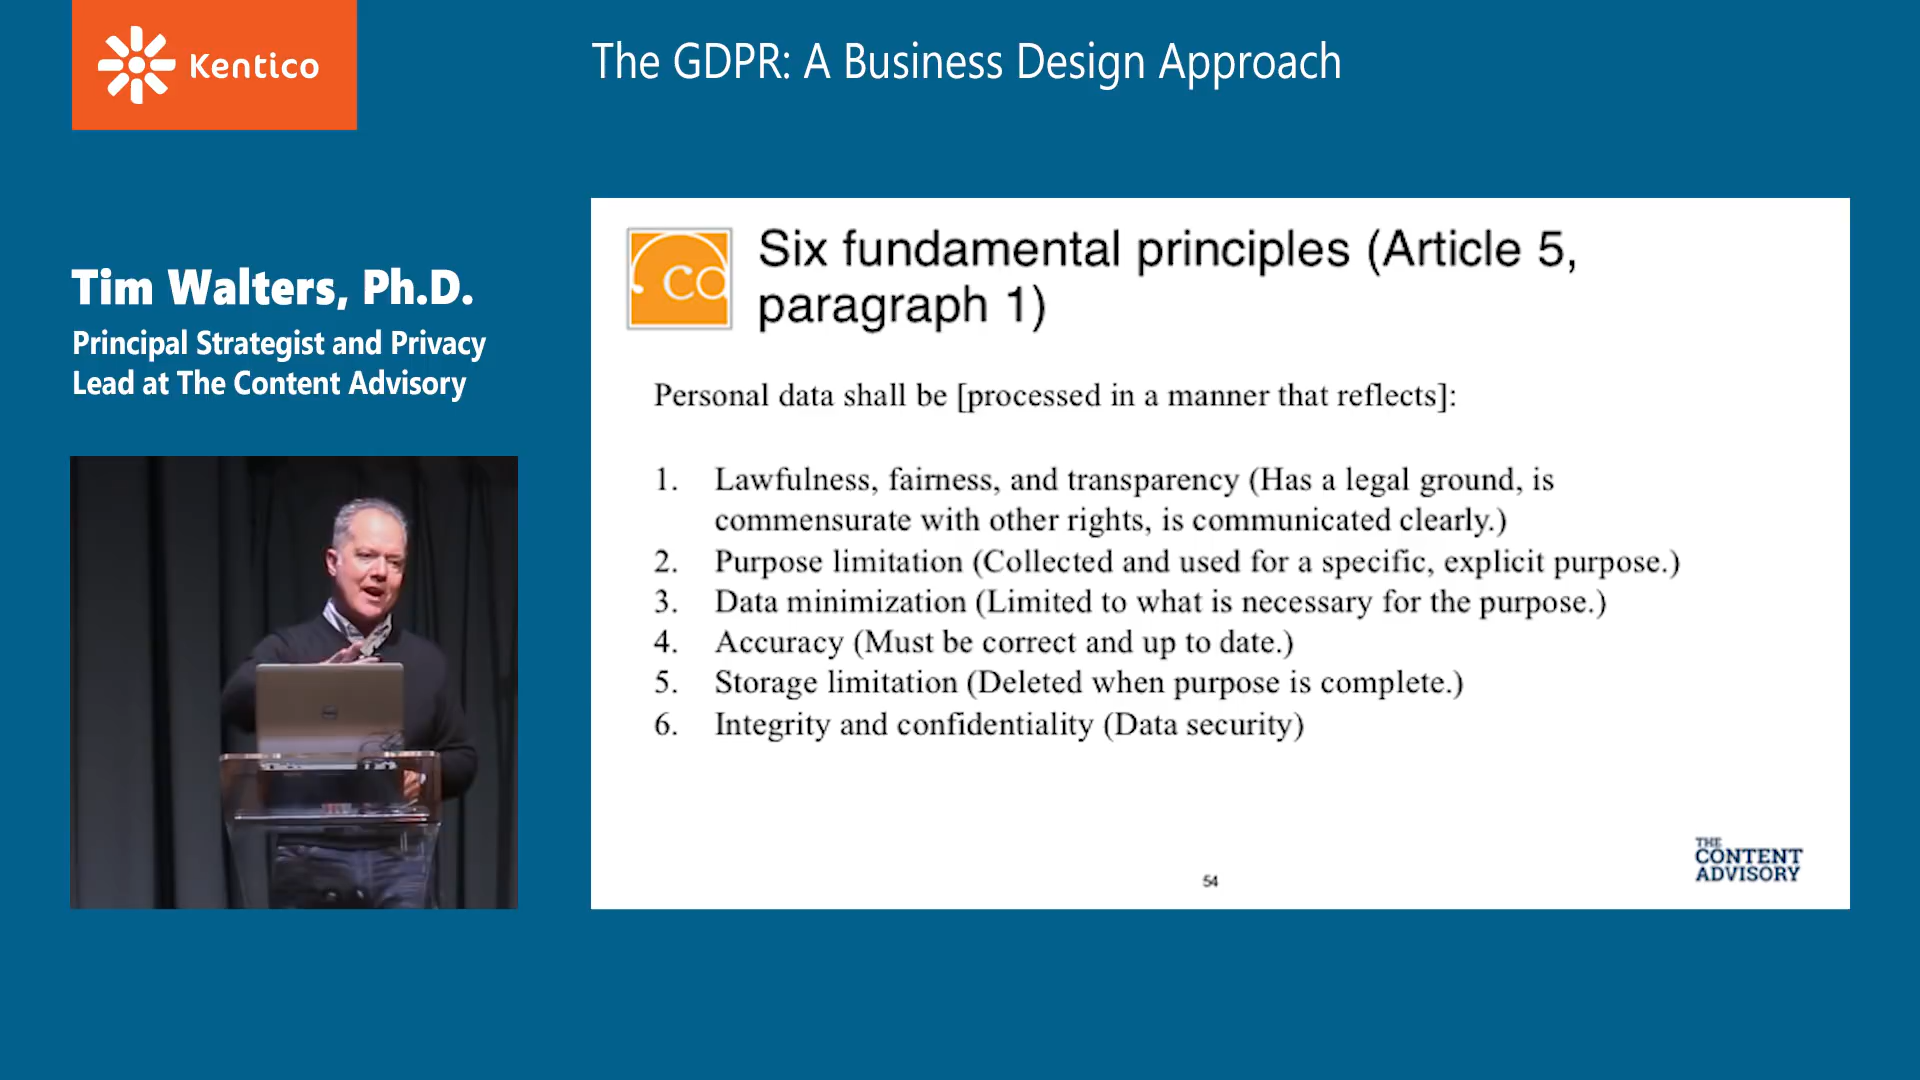 Kentico
The GDPR: A Business Design Approach
Tim Walters, Ph.D.
Principal Strategist and Privacy
Lead at The Content Advisory
ca
Six fundamental principles (Article 5,
paragraph 1)
Personal data shall be [processed in a manner that reflects]:
1. Lawfulness, fairness, and transparency (Has a legal ground, is
commensurate with other rights, is communicated clearly.)
2. Purpose limitation (Collected and used for a specific, explicit purpose.)
3. Data minimization (Limited to what is necessary for the purpose.)
4. Accuracy (Must be correct and up to date.)
5. Storage limitation (Deleted when purpose is complete.)
6. Integrity and confidentiality (Data security)
54
THE
CONTENT
ADVISORY